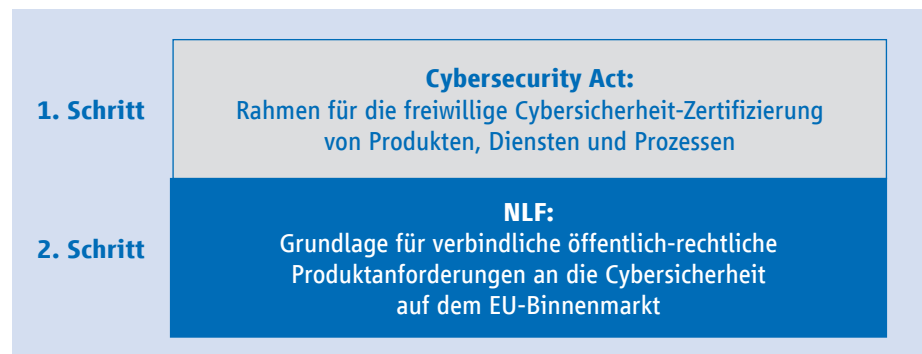 1. Schritt
Cybersecurity Act:
Rahmen für die freiwillige Cybersicherheit-Zertifizierung
von Produkten, Diensten und Prozessen
2. Schritt
NLF:
Grundlage für verbindliche öffentlich-rechtliche
Produktanforderungen an die Cybersicherheit
auf dem EU-Binnenmarkt